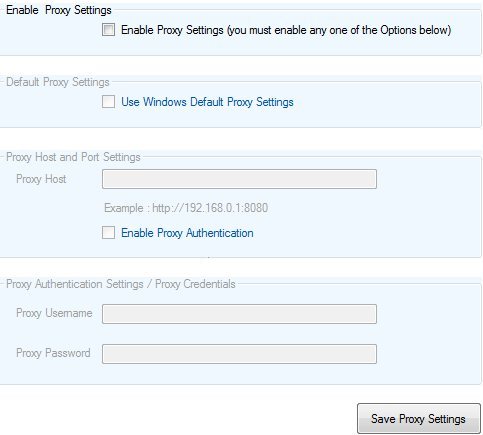 Enable Proxy Settings
Enable Proxy Settings (you must enable any one of the Options below)
Default Proxy Settings
Use Windows Default Proxy Settings
Proxy Host and Port Settings
Proxy Host
Example : http://192.168.0.1:8080
Enable Proxy Authentication
Proxy Authentication Settings / Proxy Credentials
Proxy Username
Proxy Password
Save Proxy Settings